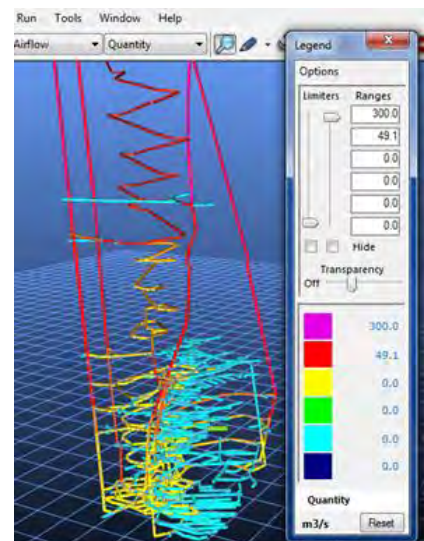 Run Tools Window Help
Airflow Quantity
Legend
Options
Limiters Ranges
300.0
49.1
0.0
0.0
0.0
0.0
Hide
Transparency
Off
300.0
49.1
0.0
0.0
0.0
0.0
Quantity
m3/s Reset